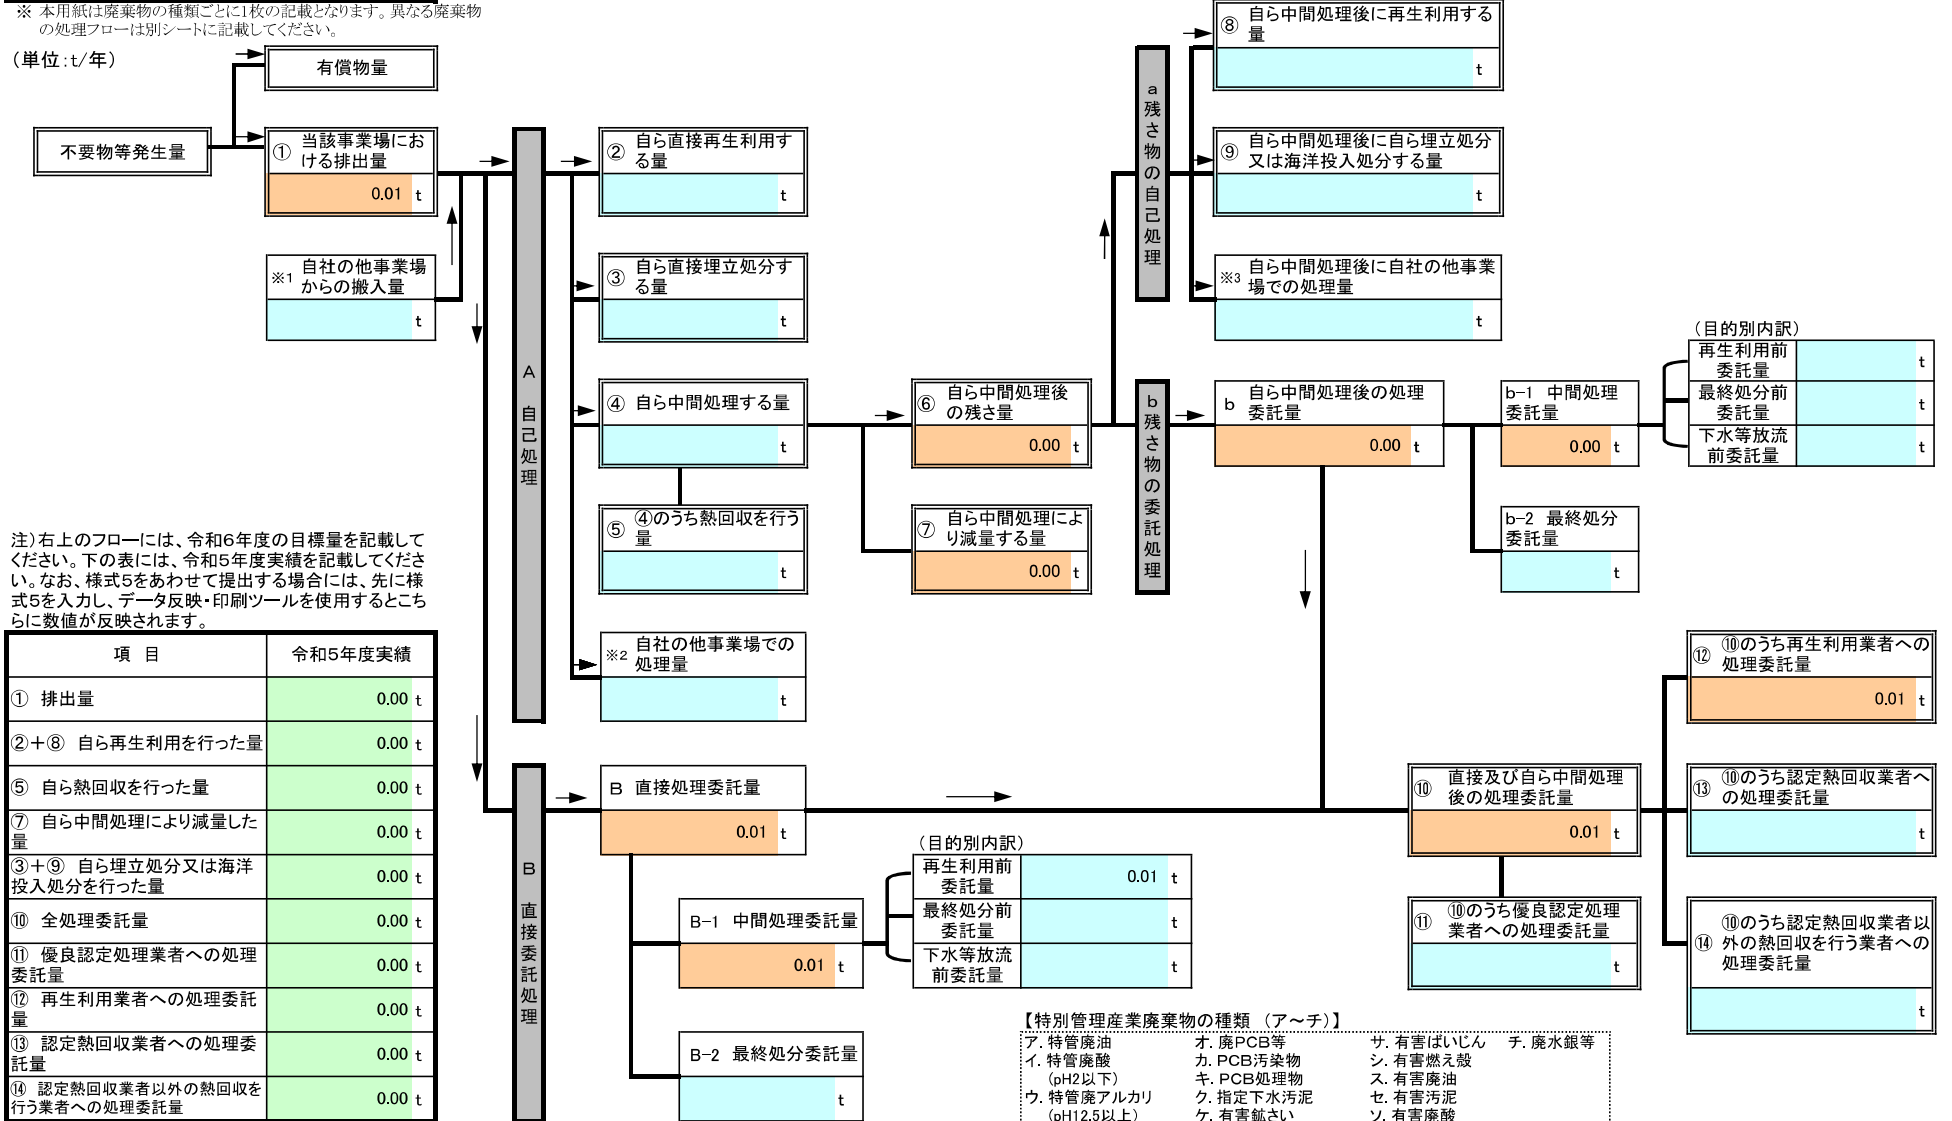 ※ 本用紙は廃棄物の種類ごとに1枚の記載となります。異なる廃棄物
の処理フローは別シートに記載してください。
(単位:t/年)
有償物量
不要物等発生量
① 当該事業場にお
ける排出量
0.01 t
※1 自社の他事業場
からの搬入量
t
A 自己処理
② 自ら直接再生利用す
る量
t
③ 自ら直接埋立処分す
る量
t
④ 自ら中間処理する量
t
⑤ ④のうち熱回収を行う
量
t
※2 自社の他事業場での
処理量
t
⑥ 自ら中間処理後
の残さ量
0.00 t
⑦ 自ら中間処理によ
り減量する量
0.00 t
a 残さ物の自己処理
⑧ 自ら中間処理後に再生利用する
量
t
⑨ 自ら中間処理後に自ら埋立処分
又は海洋投入処分する量
t
※3 自ら中間処理後に自社の他事業
場での処理量
t
b 残さ物の委託処理
b 自ら中間処理後の処理
委託量
0.00 t
b-1 中間処理
委託量
0.00 t
(目的別内訳)
再生利用前
委託量
t
最終処分前
委託量
t
下水等放流
前委託量
t
b-2 最終処分
委託量
t
注)右上のフローには、令和6年度の目標量を記載して
ください。下の表には、令和5年度実績を記載してくださ
い。なお、様式5をあわせて提出する場合には、先に様
式5を入力し、データ反映・印刷ツールを使用するとこち
らに数値が反映されます。
項 目 令和5年度実績
① 排出量 0.00 t
②+⑧ 自ら再生利用を行った量 0.00 t
⑤ 自ら熱回収を行った量 0.00 t
⑦ 自ら中間処理により減量した
量 0.00 t
③+⑨ 自ら埋立処分又は海洋
投入処分を行った量 0.00 t
⑩ 全処理委託量 0.00 t
⑪ 優良認定処理業者への処理
委託量 0.00 t
⑫ 再生利用業者への処理委託
量 0.00 t
⑬ 認定熱回収業者への処理委
託量 0.00 t
⑭ 認定熱回収業者以外の熱回収を
行う業者への処理委託量 0.00 t
B 直接委託処理
B 直接処理委託量
0.01 t
B-1 中間処理委託量
0.01 t
(目的別内訳)
再生利用前
委託量
0.01 t
最終処分前
委託量
t
下水等放流
前委託量
t
B-2 最終処分委託量
t
⑩ 直接及び自ら中間処理
後の処理委託量
0.01 t
⑪ ⑩のうち優良認定処理
業者への処理委託量
t
⑫ ⑩のうち再生利用業者への
処理委託量
0.01 t
⑬ ⑩のうち認定熱回収業者へ
の処理委託量
t
⑭ ⑩のうち認定熱回収業者以
外の熱回収を行う業者への
処理委託量
t
【特別管理産業廃棄物の種類 (ア~チ)】
ア. 特管廃油 オ. 廃PCB等 サ. 有害ばいじん チ. 廃水銀等
イ. 特管廃酸 カ. PCB汚染物 シ. 有害燃え殻
(pH2以下) キ. PCB処理物 ス. 有害廃油
ウ. 特管廃アルカリ ク. 指定下水汚泥 セ. 有害汚泥
(pH12.5以上) ケ. 有害鉱さい ソ. 有害廃酸